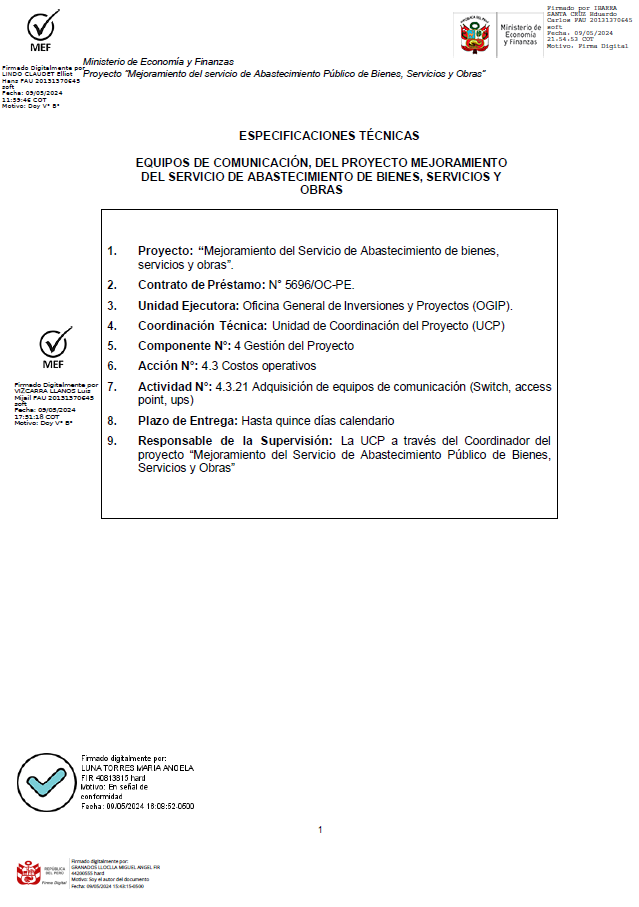 MEF
Firmado Digitalmente por
LINDO CLAUDET Elliot
Hans FAU 20131370645
soft
Fecha: 09/05/2024
11:59:46 COT
Motivo: Doy V° B°
Ministerio de Economía y Finanzas
Proyecto "Mejoramiento del servicio de Abastecimiento Público de Bienes, Servicios y Obras"
PERÚ
Ministerio de
Economía
y Finanzas
Firmado por IBARRA
SANTA CRUZ Eduardo
Carlos FAU 20131370645
soft
Fecha: 09/05/2024
21:54:53 COT
Motivo: Firma Digital
ESPECIFICACIONES TÉCNICAS
EQUIPOS DE COMUNICACIÓN, DEL PROYECTO MEJORAMIENTO
DEL SERVICIO DE ABASTECIMIENTO DE BIENES, SERVICIOS Y
OBRAS
1. Proyecto: “Mejoramiento del Servicio de Abastecimiento de bienes,
servicios y obras”.
2. Contrato de Préstamo: N° 5696/OC-PE.
3. Unidad Ejecutora: Oficina General de Inversiones y Proyectos (OGIP).
4. Coordinación Técnica: Unidad de Coordinación del Proyecto (UCP)
5. Componente N°: 4 Gestión del Proyecto
6. Acción N°: 4.3 Costos operativos
7. Actividad N°: 4.3.21 Adquisición de equipos de comunicación (Switch, access
point, ups)
8. Plazo de Entrega: Hasta quince días calendario
9. Responsable de la Supervisión: La UCP a través del Coordinador del
proyecto “Mejoramiento del Servicio de Abastecimiento Público de Bienes,
Servicios y Obras”
MEF
Firmado Digitalmente por
VIZCARRA LLANOS Luis
Mijail FAU 20131370645
soft
Fecha: 09/05/2024
17:51:18 COT
Motivo: Doy V° B°
Firmado digitalmente por:
LUNA TORRES MARIA ANGELA
FIR 40813815 hard
Motivo: En señal de
conformidad
Fecha: 09/05/2024 16:08:52-0500
1
REPÚBLICA
DEL PERÚ
Firma Digital
Firmado digitalmente por:
GRANADOS LLOCLLA MIGUEL ANGEL FIR
44200555 hard
Motivo: Soy el autor del documento
Fecha: 09/05/2024 15:43:15-0500